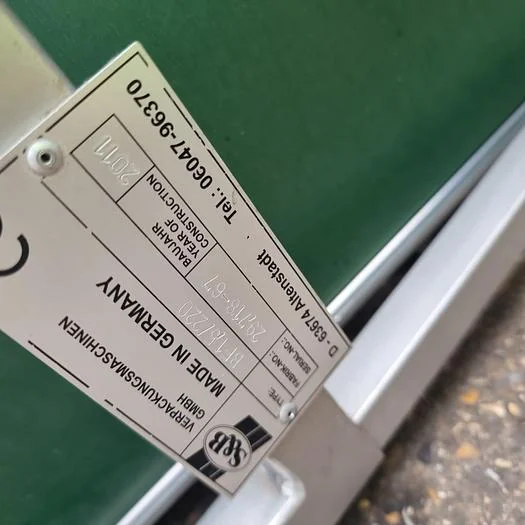 S&B
VERPACKUNGSMASCHINEN
GMBH
MADE IN GERMANY
TYPE:
FABRIK-NO.:
SERIAL-NO.:
BAUJAHR
YEAR OF
CONSTRUCTION
2011
D - 63674 Altenstadt
Tel.: 06047-96370